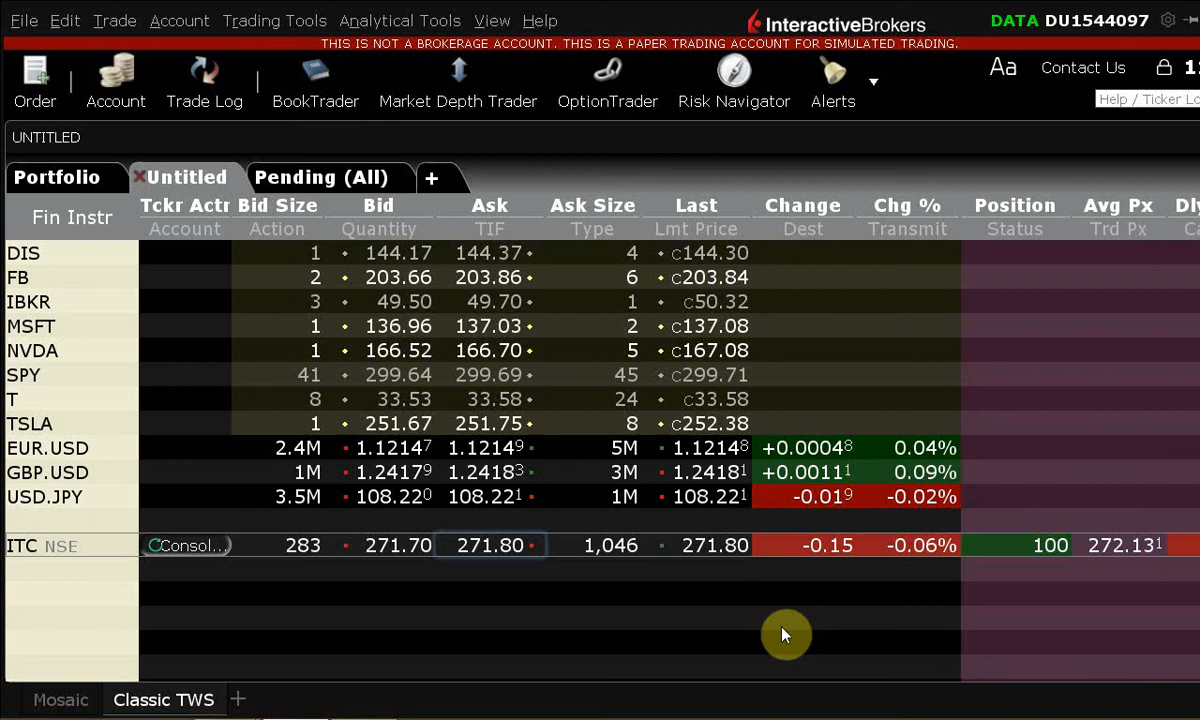 File Edit Trade Account Trading Tools Analytical Tools View Help InteractiveBrokers DATA DU1544097
THIS IS NOT A BROKERAGE ACCOUNT. THIS IS A PAPER TRADING ACCOUNT FOR SIMULATED TRADING.
Order Account Trade Log BookTrader Market Depth Trader OptionTrader Risk Navigator Alerts Aa Contact Us
Help / Ticker
UNTITLED
Portfolio Untitled Pending (All) +
Fin Instr Tckr Actn Bid Size Bid Ask Ask Size Last Change Chg % Position Avg Px
Account Action Quantity TIF Type Lmt Price Dest Transmit Status Trd Px
DIS 1 144.17 144.37 4 c144.30
FB 2 203.66 203.86 6 c203.84
IBKR 3 49.50 49.70 1 c50.32
MSFT 1 136.96 137.03 2 c137.08
NVDA 1 166.52 166.70 5 c167.08
SPY 41 299.64 299.69 45 c299.71
T 8 33.53 33.58 24 c33.58
TSLA 1 251.67 251.75 8 c252.38
EUR.USD 2.4M 1.12147 1.12149 5M 1.12148 +0.00048 0.04%
GBP.USD 1M 1.24179 1.24183 3M 1.24181 +0.00111 0.09%
USD.JPY 3.5M 108.220 108.221 1M 108.221 -0.019 -0.02%
ITC NSE Consol... 283 271.70 271.80 1,046 271.80 -0.15 -0.06% 100 272.131
Mosaic Classic TWS +